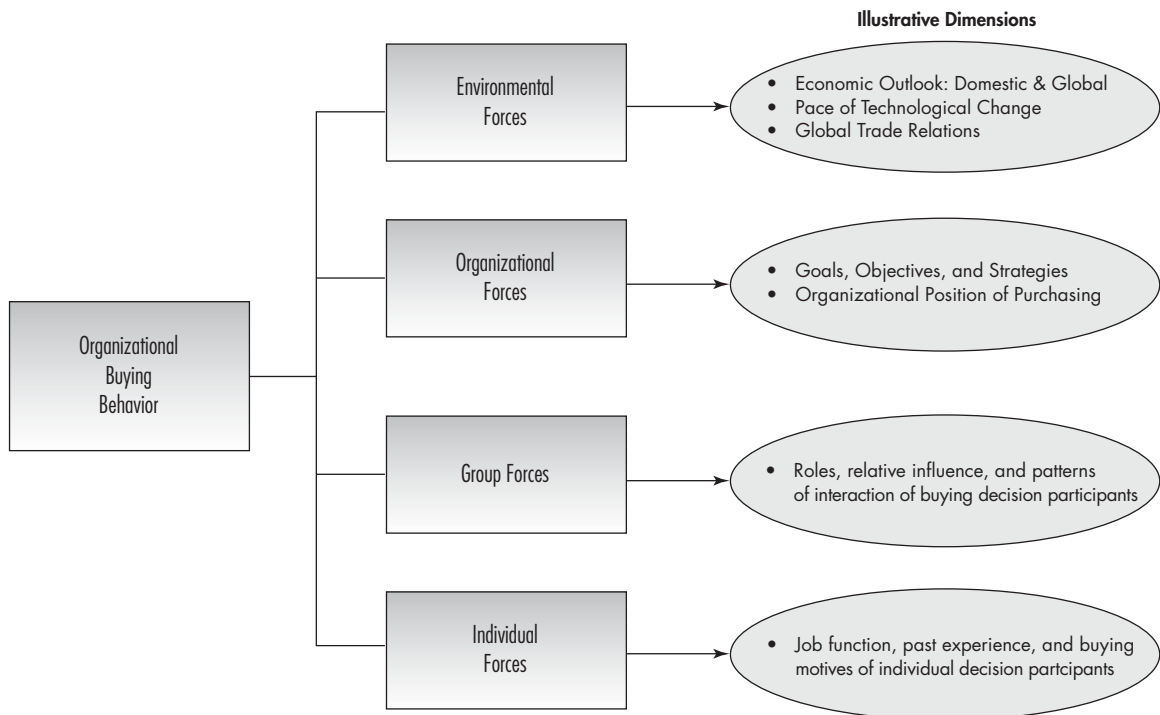 Illustrative Dimensions
Environmental
Forces
• Economic Outlook: Domestic & Global
• Pace of Technological Change
• Global Trade Relations
Organizational
Forces
• Goals, Objectives, and Strategies
• Organizational Position of Purchasing
Organizational
Buying
Behavior
Group Forces
• Roles, relative influence, and patterns
of interaction of buying decision participants
Individual
Forces
• Job function, past experience, and buying
motives of individual decision partcipants